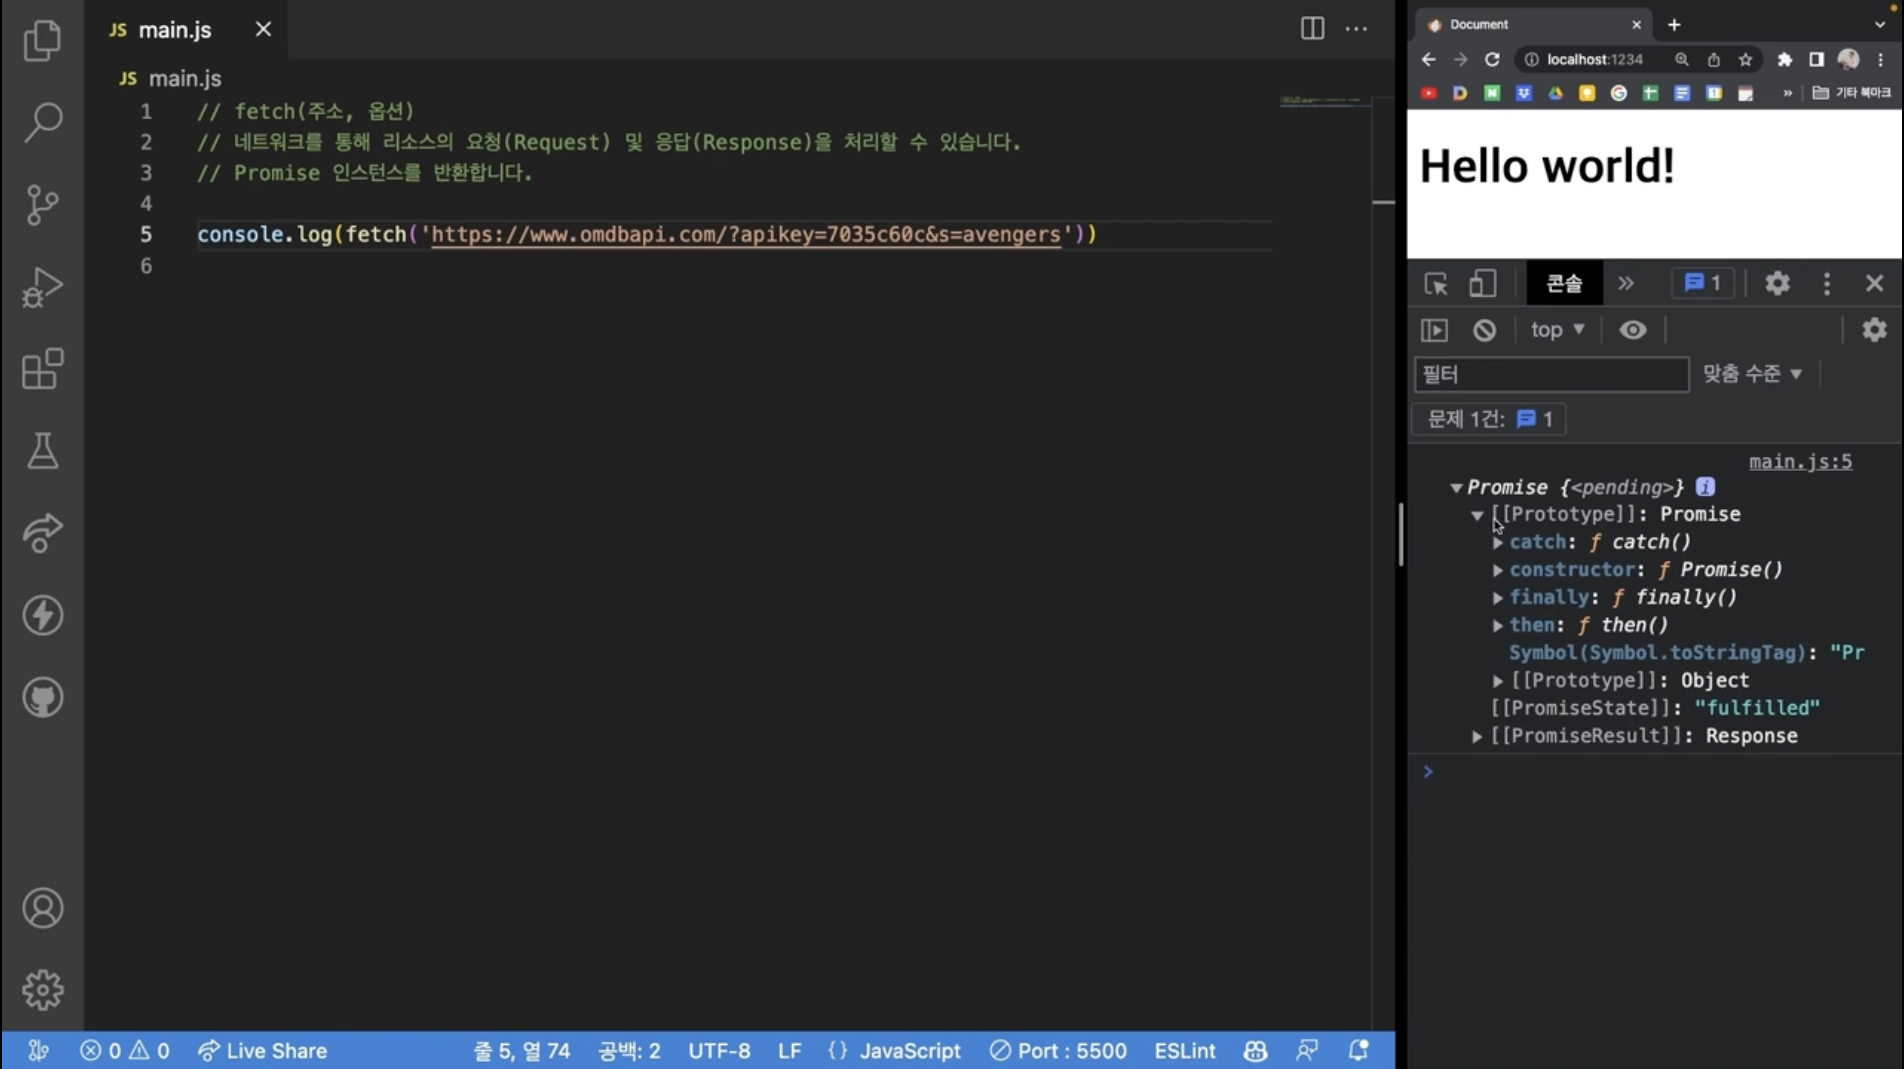 JS main.js
JS main.js
1 // fetch(주소, 옵션)
2 // 네트워크를 통해 리소스의 요청(Request) 및 응답(Response)을 처리할 수 있습니다.
3 // Promise 인스턴스를 반환합니다.
4
5 console.log(fetch('https://www.omdbapi.com/?apikey=7035c60c&s=avengers'))
6
0 0 Live Share 줄 5, 열 74 공백: 2 UTF-8 LF {} JavaScript Port : 5500 ESLint
Document
localhost:1234
» 기타 북마크
Hello world!
콘솔 » 1
top
필터 맞춤 수준
문제 1건: 1
main.js:5
Promise {<pending>} i
[[Prototype]]: Promise
catch: ƒ catch()
constructor: ƒ Promise()
finally: ƒ finally()
then: ƒ then()
Symbol(Symbol.toStringTag): "Pr
[[Prototype]]: Object
[[PromiseState]]: "fulfilled"
[[PromiseResult]]: Response
>